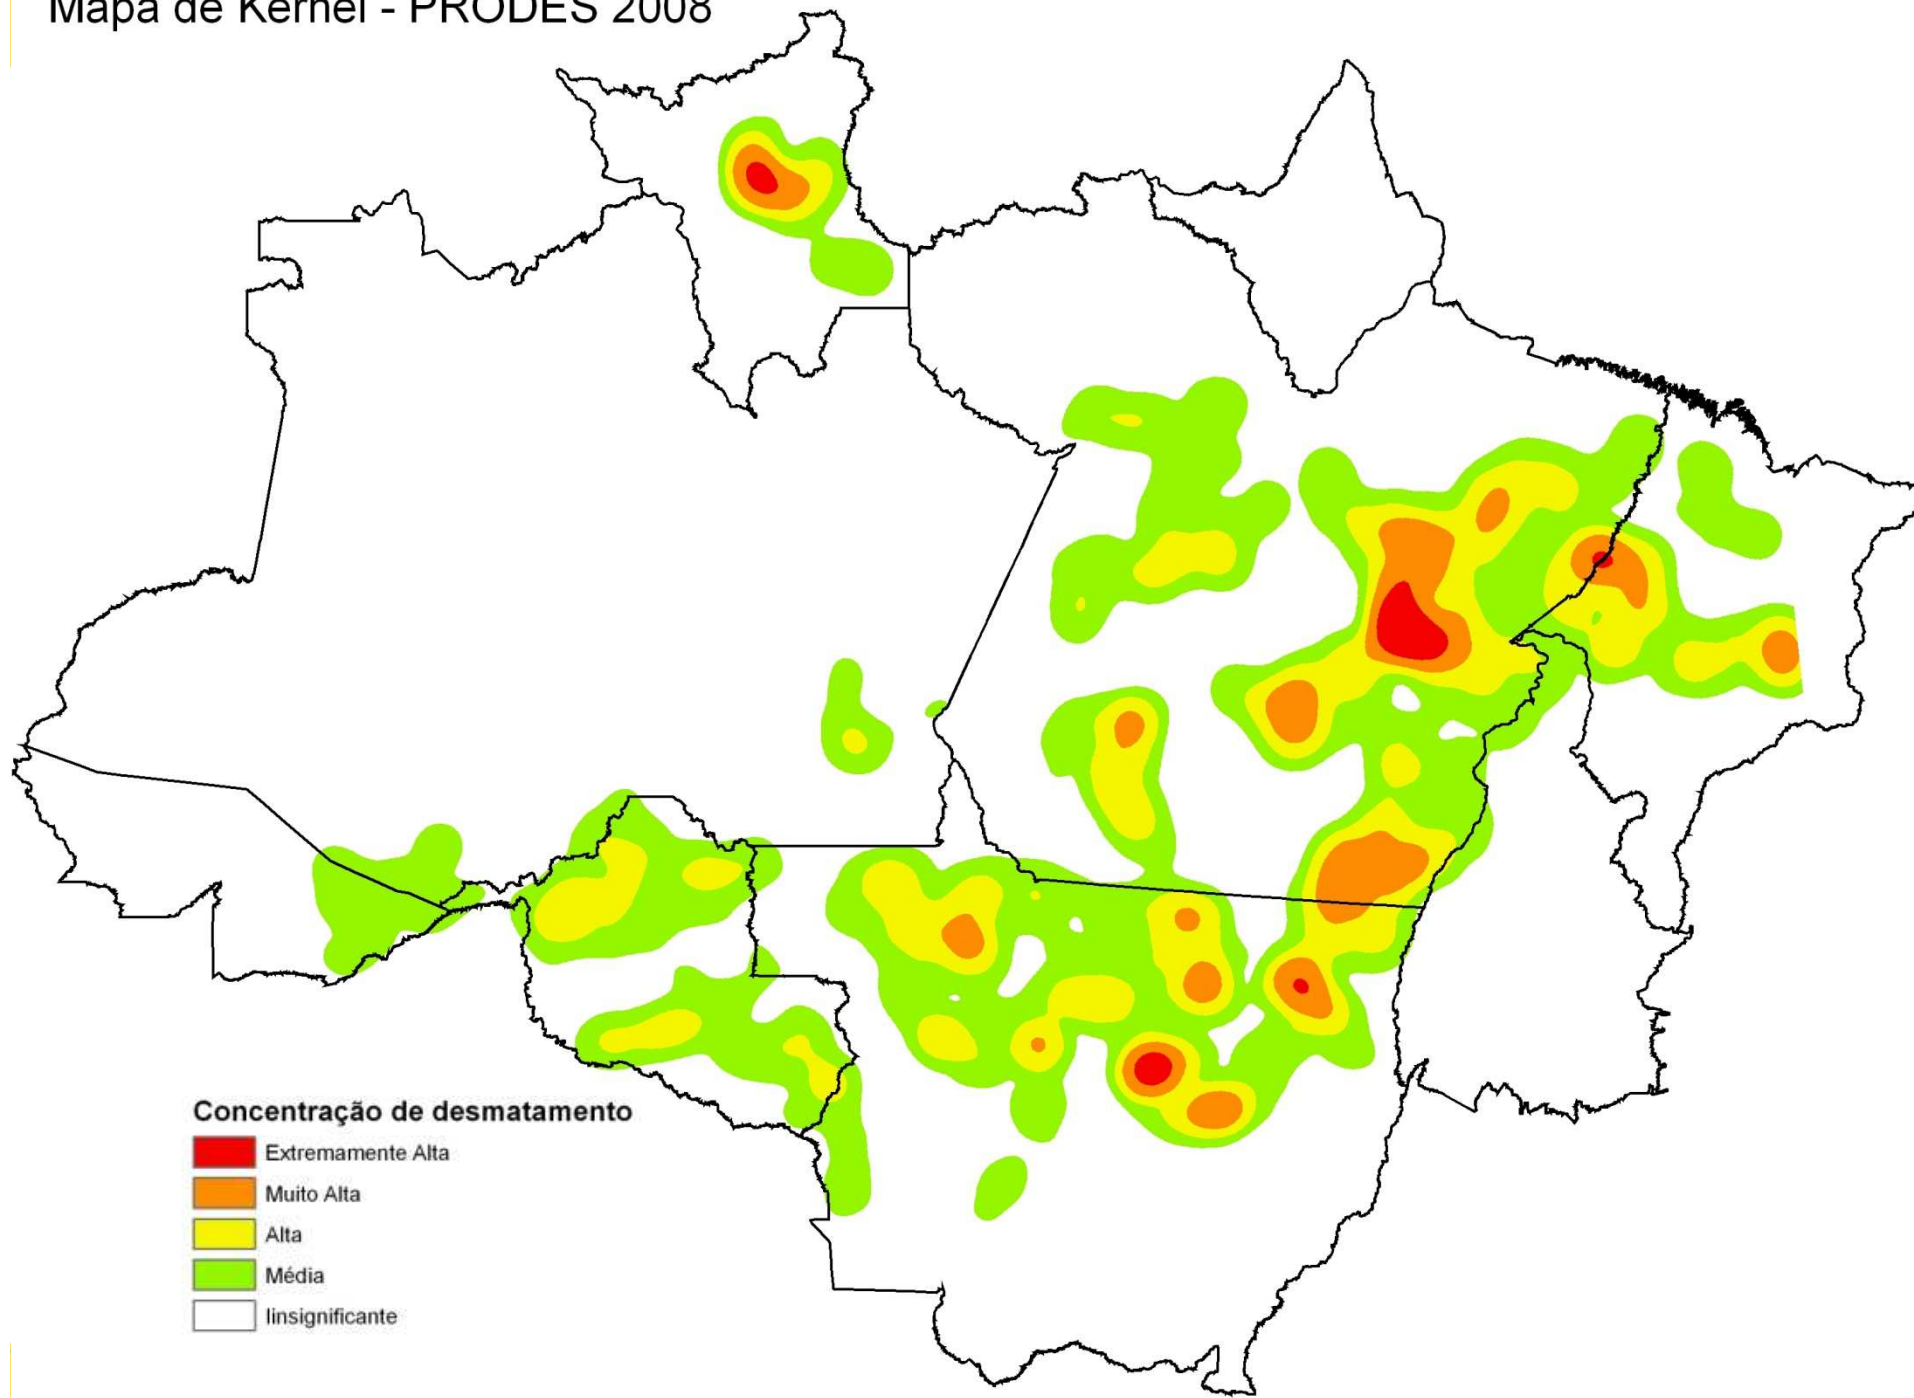 Mapa de Kernel - PRODES 2008
Concentração de desmatamento
Extremamente Alta
Muito Alta
Alta
Média
Iinsignificante